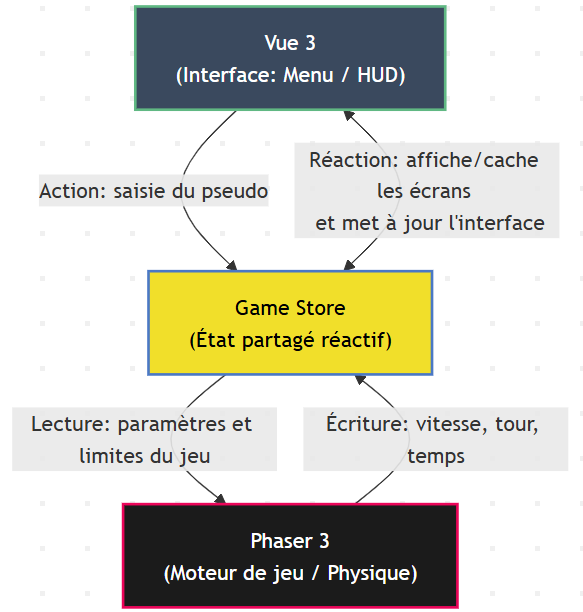 Vue 3
(Interface: Menu / HUD)
Action: saisie du pseudo
Réaction: affiche/cache
les écrans
et met à jour l'interface
Game Store
(État partagé réactif)
Lecture: paramètres et
limites du jeu
Écriture: vitesse, tour,
temps
Phaser 3
(Moteur de jeu / Physique)